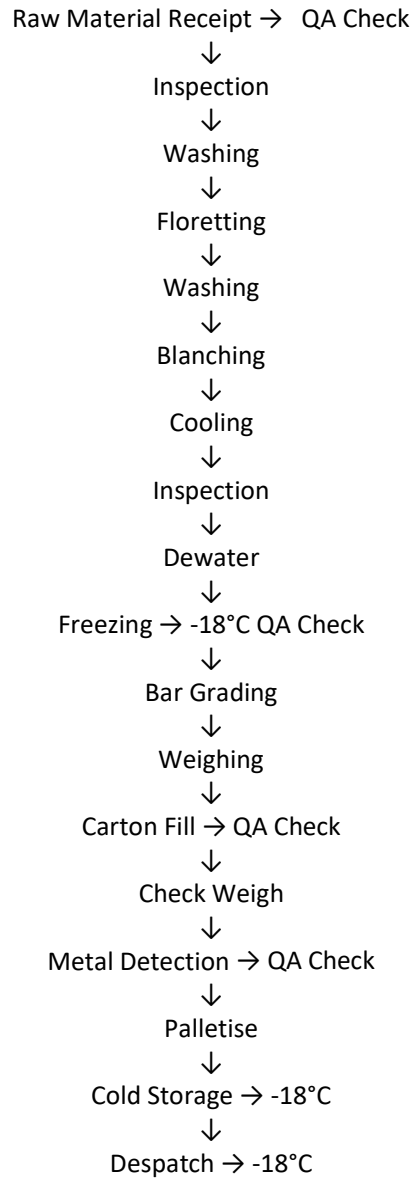 Raw Material Receipt → QA Check
↓
Inspection
↓
Washing
↓
Floretting
↓
Washing
↓
Blanching
↓
Cooling
↓
Inspection
↓
Dewater
↓
Freezing → -18°C QA Check
↓
Bar Grading
↓
Weighing
↓
Carton Fill → QA Check
↓
Check Weigh
↓
Metal Detection → QA Check
↓
Palletise
↓
Cold Storage → -18°C
↓
Despatch → -18°C